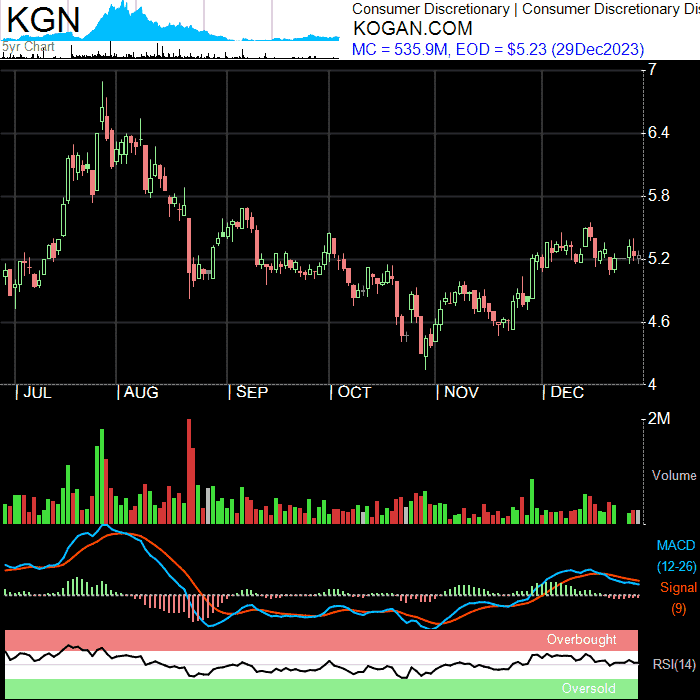 KGN
5yr Chart
Consumer Discretionary | Consumer Discretionary Dis
KOGAN.COM
MC = 535.9M, EOD = $5.23 (29Dec2023)
7
6.4
5.8
5.2
4.6
4
JUL AUG SEP OCT NOV DEC
2M
Volume
MACD
(12-26)
Signal
(9)
Overbought
RSI(14)
Oversold